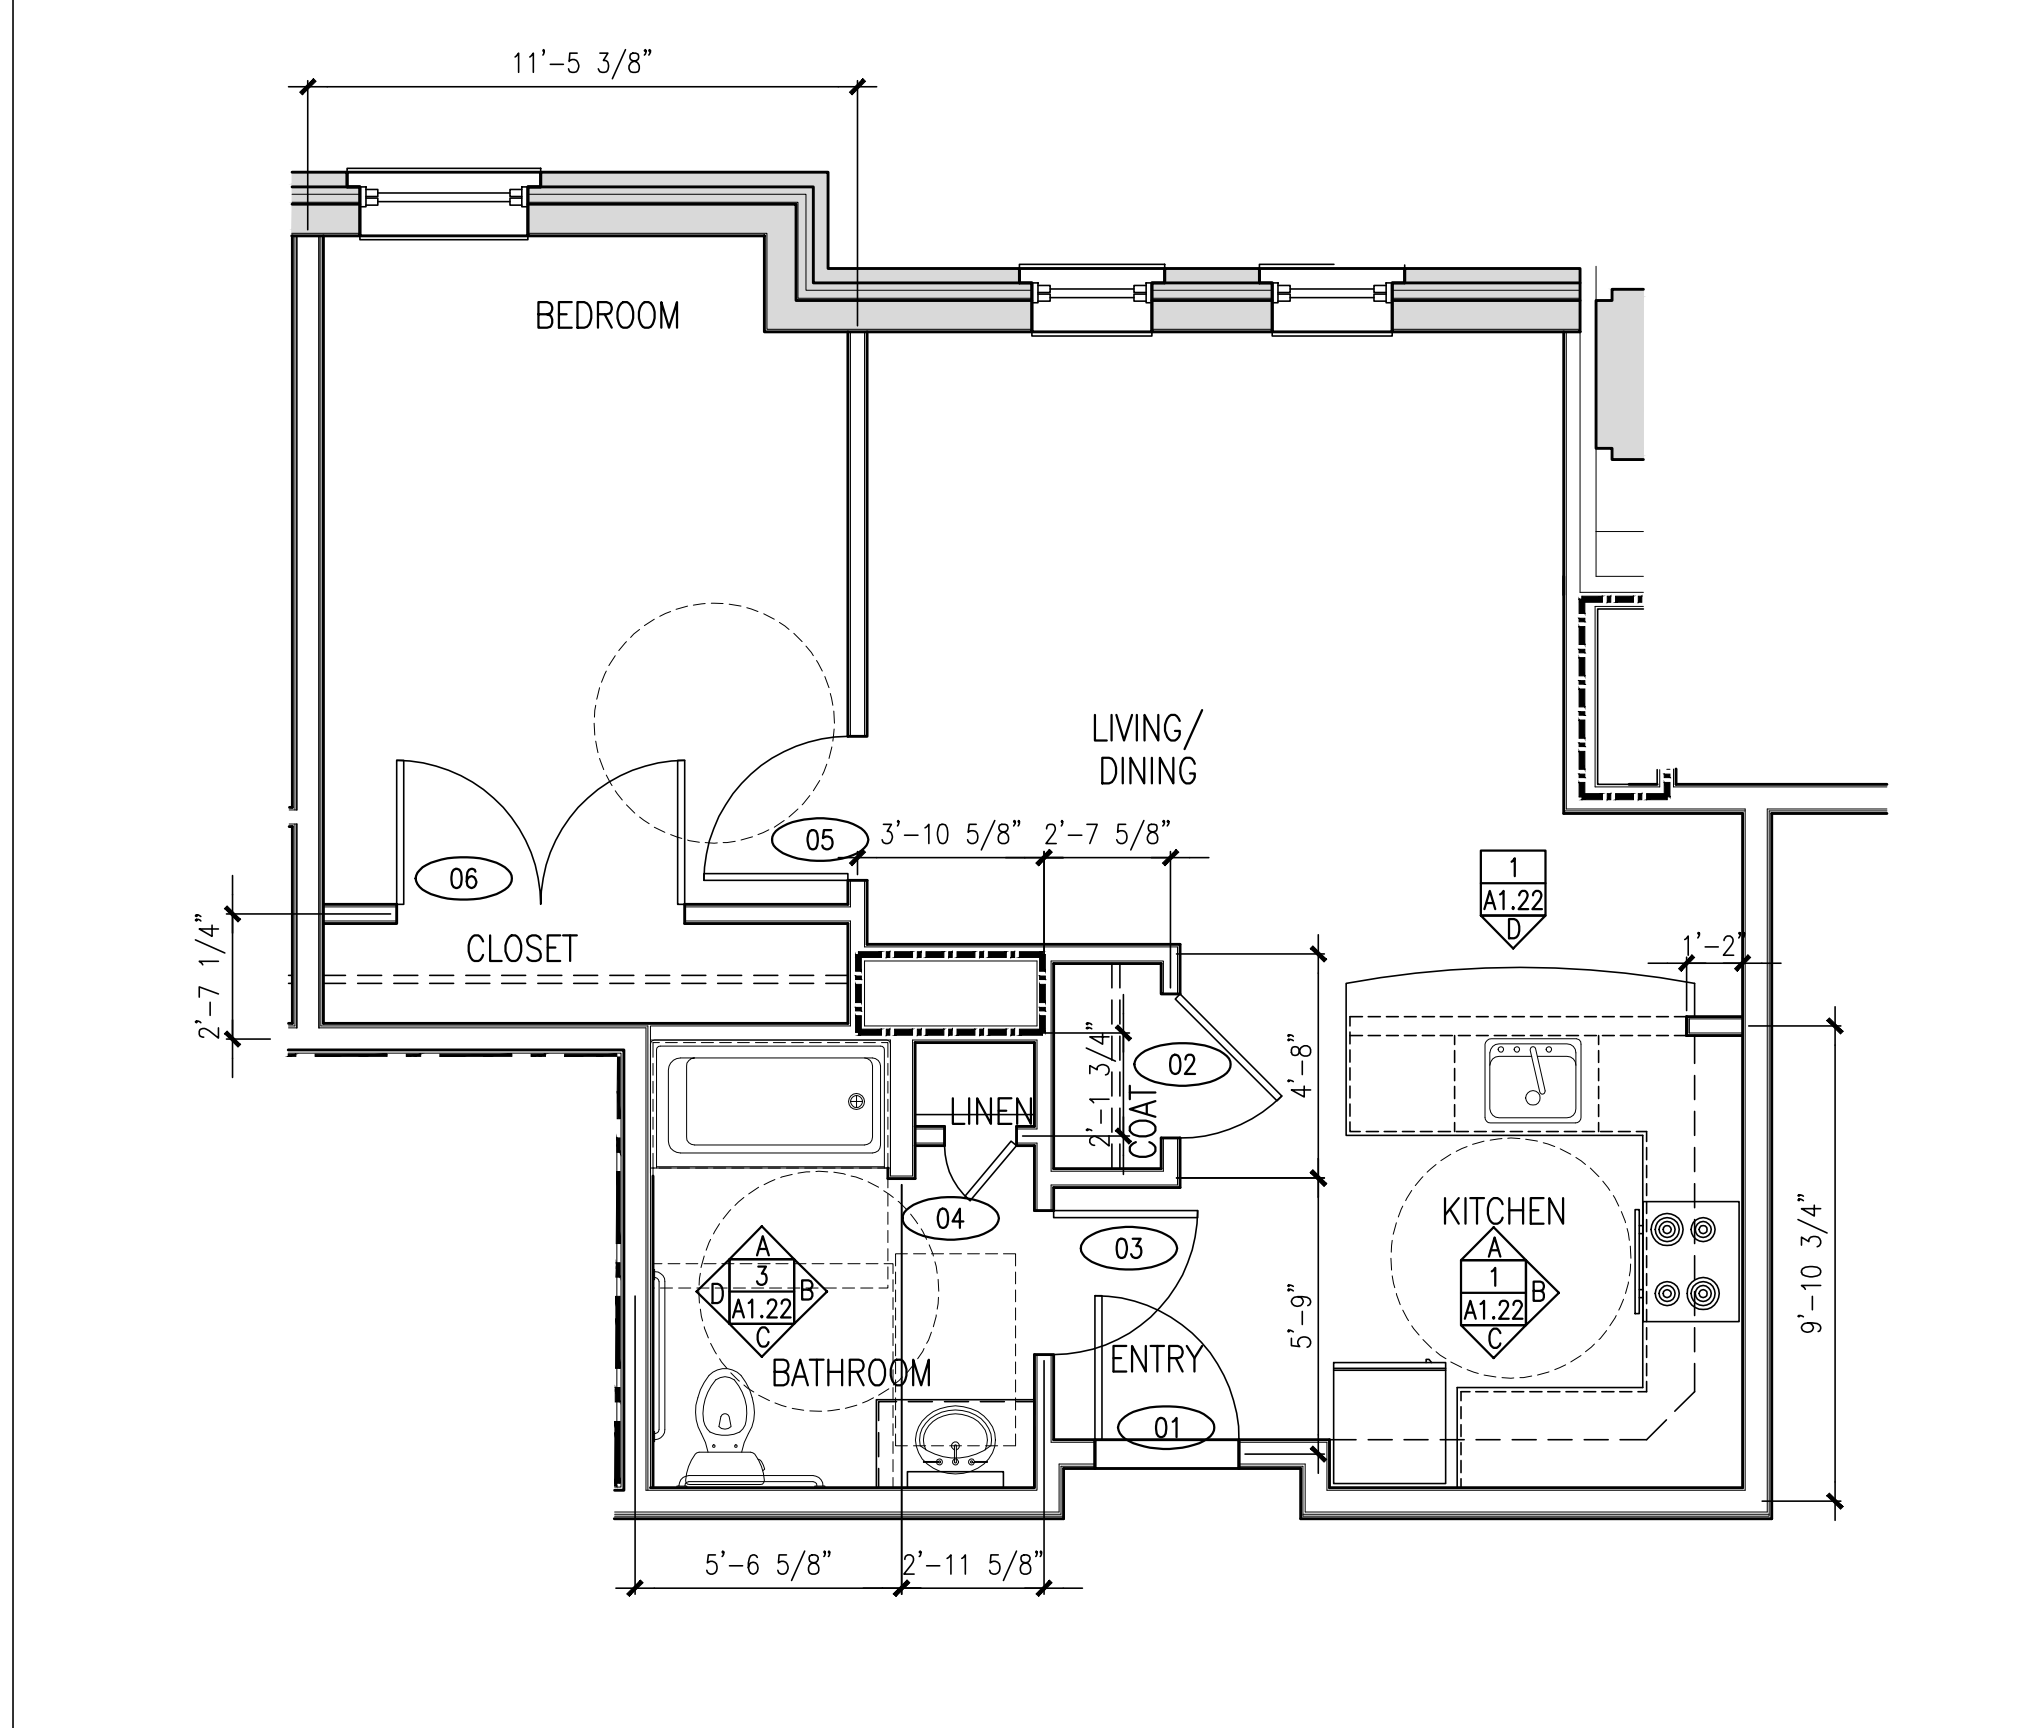 11'-5 3/8"
BEDROOM
LIVING/
DINING
05
3'-10 5/8"
2'-7 5/8"
06
1
A1.22
D
CLOSET
2'-7 1/4"
1'-2"
2'-1 3/4"
02
4'-8"
LINEN
COAT
04
KITCHEN
03
A
3
A1.22
B
C
D
A
1
A1.22
B
C
9'-10 3/4"
5'-9"
BATHROOM
ENTRY
01
5'-6 5/8"
2'-11 5/8"